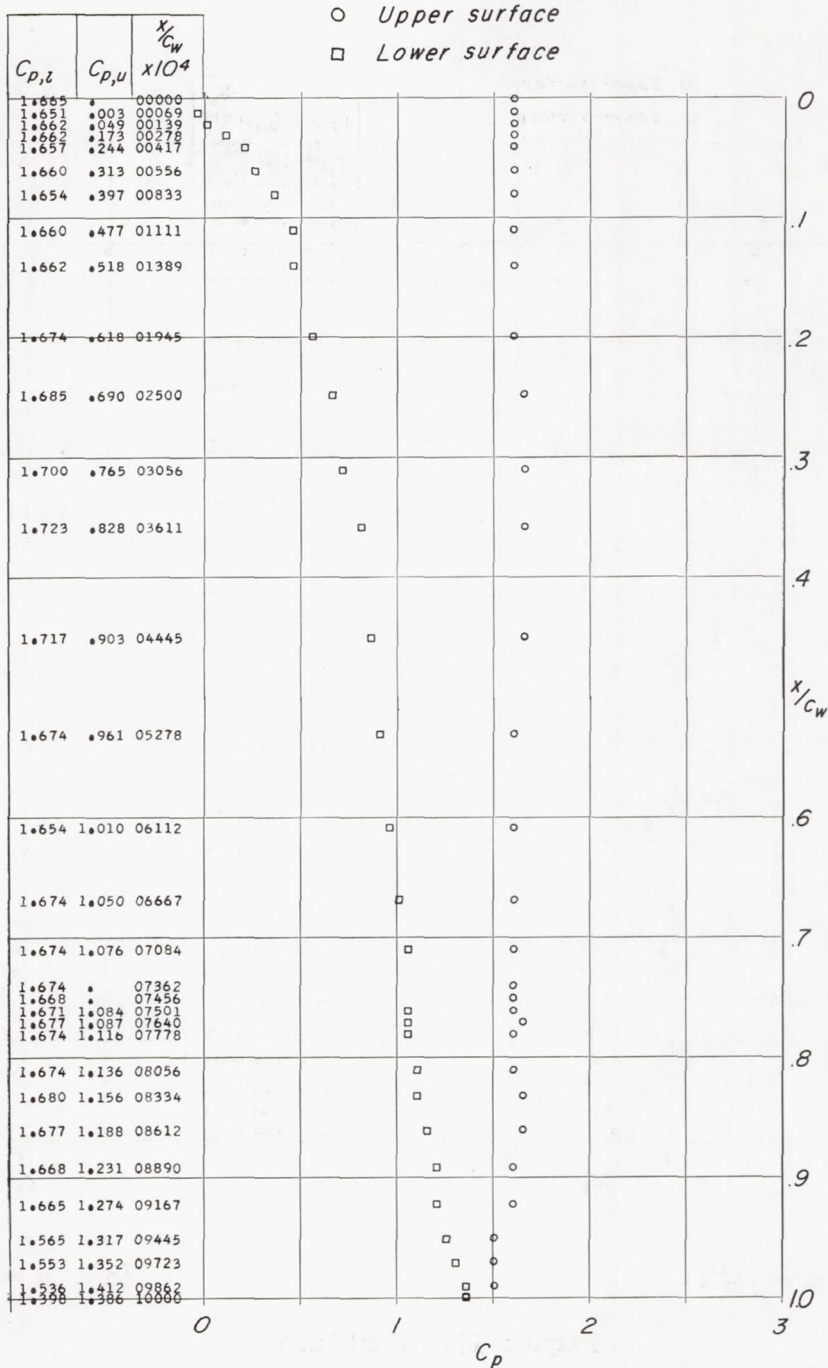 ○ Upper surface
□ Lower surface
x/cw
Cp,l Cp,u x10⁴
1.665 . 00000
1.651 .003 00069
1.662 .049 00139
1.662 .173 00278
1.657 .244 00417
1.660 .313 00556
1.654 .397 00833
1.660 .477 01111
1.662 .518 01389
1.674 .618 01945
1.685 .690 02500
1.700 .765 03056
1.723 .828 03611
1.717 .903 04445
1.674 .961 05278
1.654 1.010 06112
1.674 1.050 06667
1.674 1.076 07084
1.674 . 07362
1.668 . 07456
1.671 1.084 07501
1.677 1.087 07640
1.674 1.116 07778
1.674 1.136 08056
1.680 1.156 08334
1.677 1.188 08612
1.668 1.231 08890
1.665 1.274 09167
1.565 1.317 09445
1.553 1.352 09723
1.536 1.412 09862
1.398 1.386 10000
0
.1
.2
.3
.4
x/cw
.6
.7
.8
.9
1.0
0 1 2 3
Cp